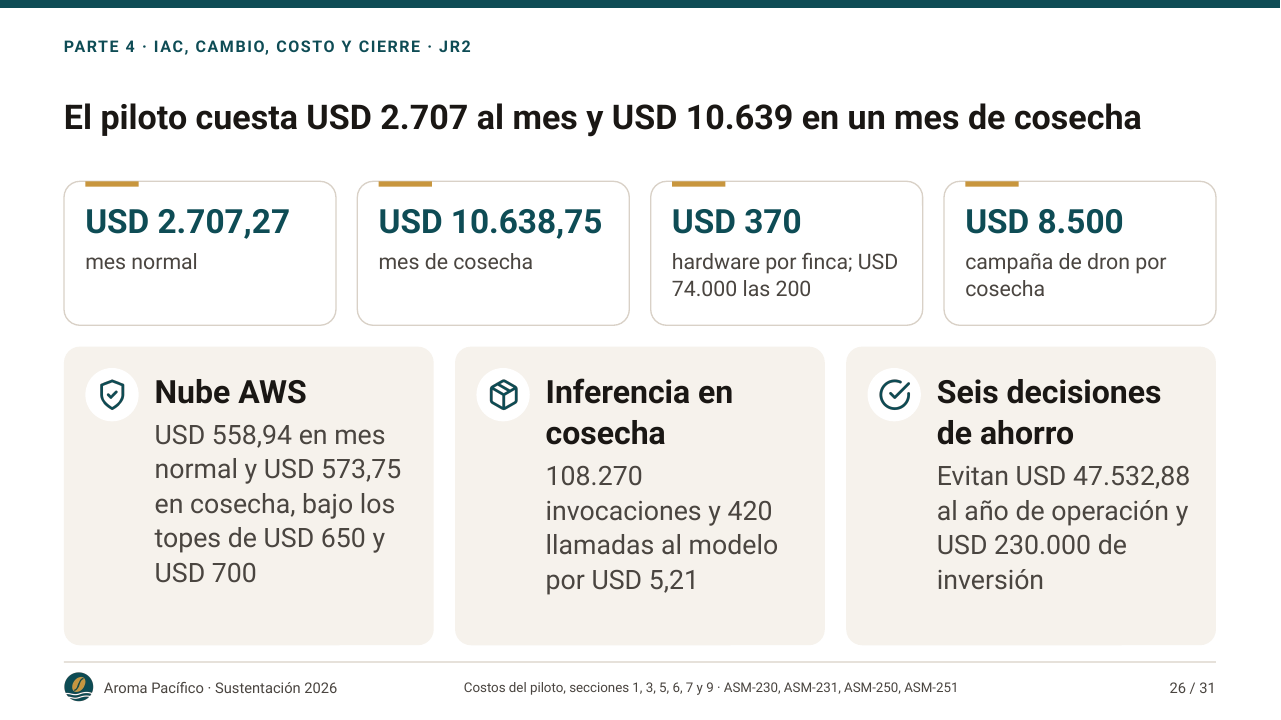 PARTE 4 · IAC, CAMBIO, COSTO Y CIERRE · JR2
El piloto cuesta USD 2.707 al mes y USD 10.639 en un mes de cosecha
USD 2.707,27
mes normal
USD 10.638,75
mes de cosecha
USD 370
hardware por finca; USD
74.000 las 200
USD 8.500
campaña de dron por
cosecha
Nube AWS
USD 558,94 en mes
normal y USD 573,75
en cosecha, bajo los
topes de USD 650 y
USD 700
Inferencia en
cosecha
108.270
invocaciones y 420
llamadas al modelo
por USD 5,21
Seis decisiones
de ahorro
Evitan USD 47.532,88
al año de operación y
USD 230.000 de
inversión
Aroma Pacífico · Sustentación 2026
Costos del piloto, secciones 1, 3, 5, 6, 7 y 9 · ASM-230, ASM-231, ASM-250, ASM-251
26 / 31